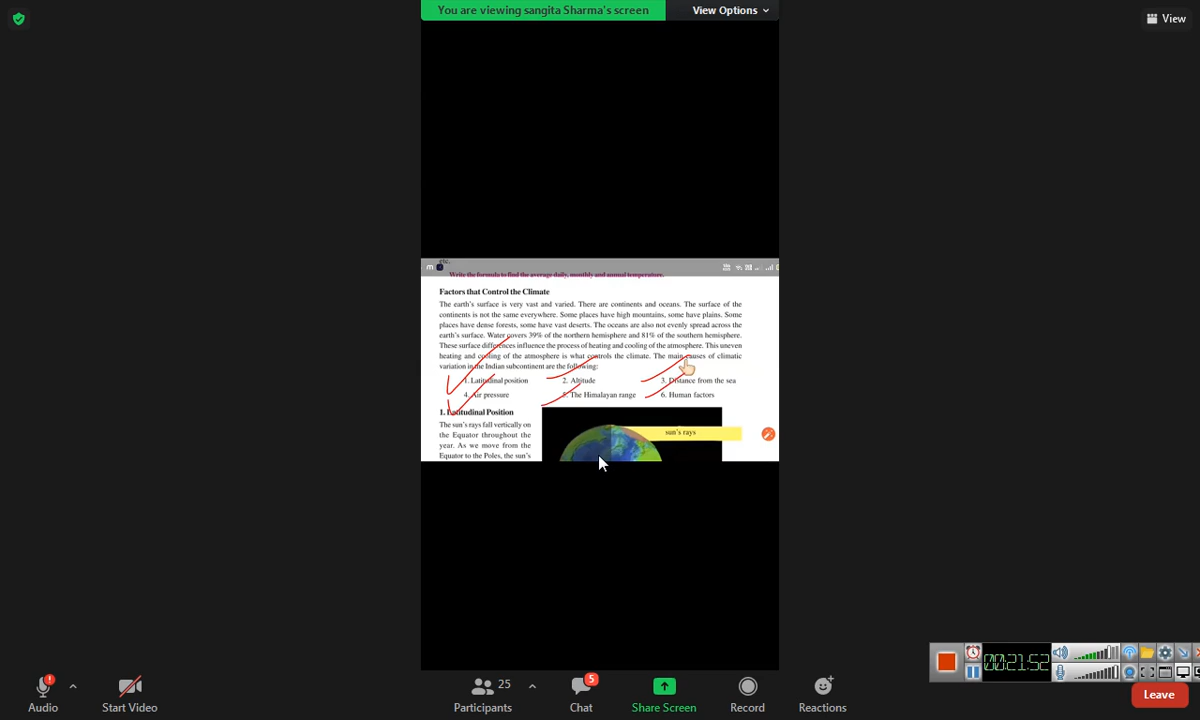 You are viewing sangita Sharma's screen
View Options
View
etc.
Write the formula to find the average daily, monthly and annual temperature.
Factors that Control the Climate
The earth's surface is very vast and varied. There are continents and oceans. The surface of the
continents is not the same everywhere. Some places have high mountains, some have plains. Some
places have dense forests, some have vast deserts. The oceans are also not evenly spread across the
earth's surface. Water covers 39% of the northern hemisphere and 81% of the southern hemisphere.
These surface differences influence the process of heating and cooling of the atmosphere. This uneven
heating and cooling of the atmosphere is what controls the climate. The main causes of climatic
variation in the Indian subcontinent are the following:
1. Latitudinal position 2. Altitude 3. Distance from the sea
4. Air pressure 5. The Himalayan range 6. Human factors
1. Latitudinal Position
The sun's rays fall vertically on
the Equator throughout the
year. As we move from the
Equator to the Poles, the sun's
sun's rays
00:21:52
Audio
Start Video
Participants
25
Chat
5
Share Screen
Record
Reactions
Leave